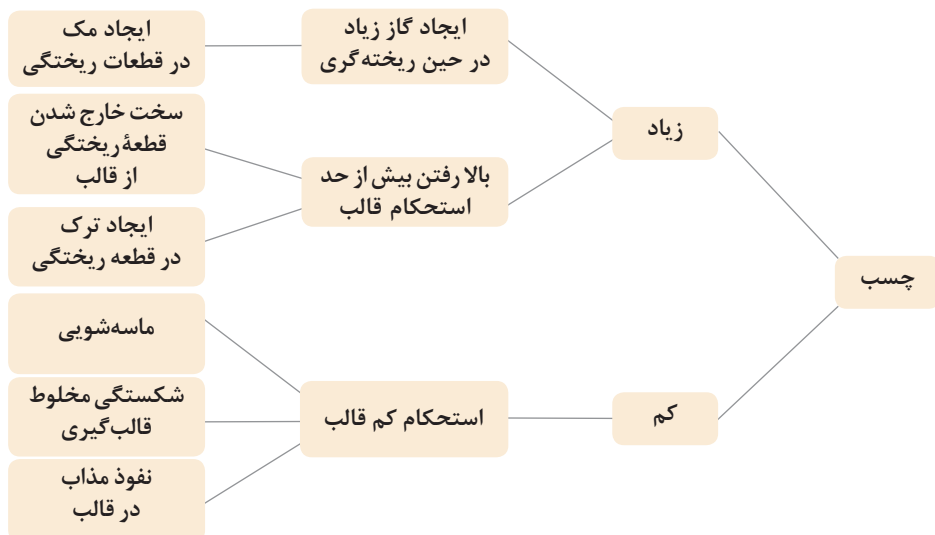 چسب
زیاد
ایجاد گاز زیاد
در حین ریخته‌گری
ایجاد مک
در قطعات ریختگی
بالا رفتن بیش از حد
استحکام قالب
سخت خارج شدن
قطعهٔ ریختگی
از قالب
ایجاد ترک
در قطعه ریختگی
کم
استحکام کم قالب
ماسه‌شویی
شکستگی مخلوط
قالب‌گیری
نفوذ مذاب
در قالب